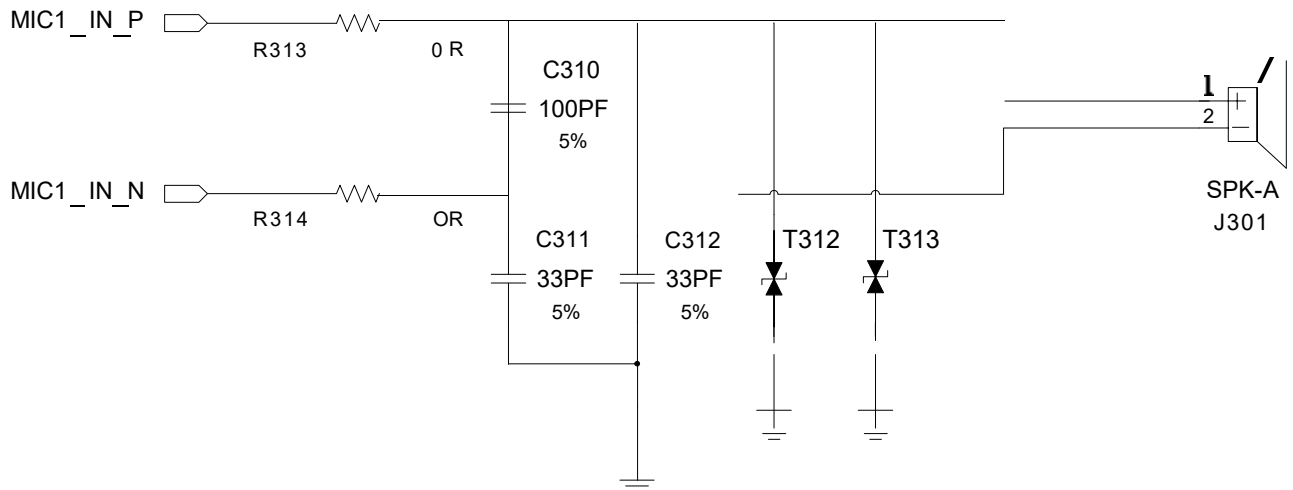 MIC1_IN_P
R313
0 R
C310
100PF
5%
1
+
2
−
MIC1_IN_N
R314
OR
SPK-A
J301
C311
33PF
5%
C312
33PF
5%
T312
T313